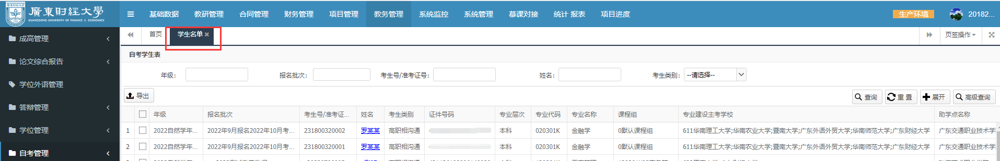 廣東財經大學
GUANGDONG UNIVERSITY OF FINANCE & ECONOMICS
基础数据 教研管理 合同管理 财务管理 项目管理 教务管理 系统监控 系统管理 慕课对接 统计 报表 项目进度 生产环境 20182...
成高管理
论文综合报告
学位外语管理
答辩管理
学位管理
自考管理
首页 学生名单 页签操作
自考学生表
年级： 报名批次： 考生号/准考证号： 姓名： 考生类别： --请选择--
导出 查询 重 置 展开 高级查询
年级 报名批次 考生号/准考证... 姓名 考生类别 证件号码 专业层次 专业代码 专业名称 课程组 专业建设主考学校 助学点名称
1 2022自然学年... 2022年9月报名2022年10月考... 231800320002 罗某某 高职相沟通 本科 020301K 金融学 0默认课程组 611华南理工大学;华南农业大学;暨南大学;广东外语外贸大学;华南师范大学;广东财经大学 广东交通职业技术学
2 2022自然学年... 2022年9月报名2022年10月考... 231800320001 罗某某 高职相沟通 本科 020301K 金融学 0默认课程组 611华南理工大学;华南农业大学;暨南大学;广东外语外贸大学;华南师范大学;广东财经大学 广东交通职业技术学